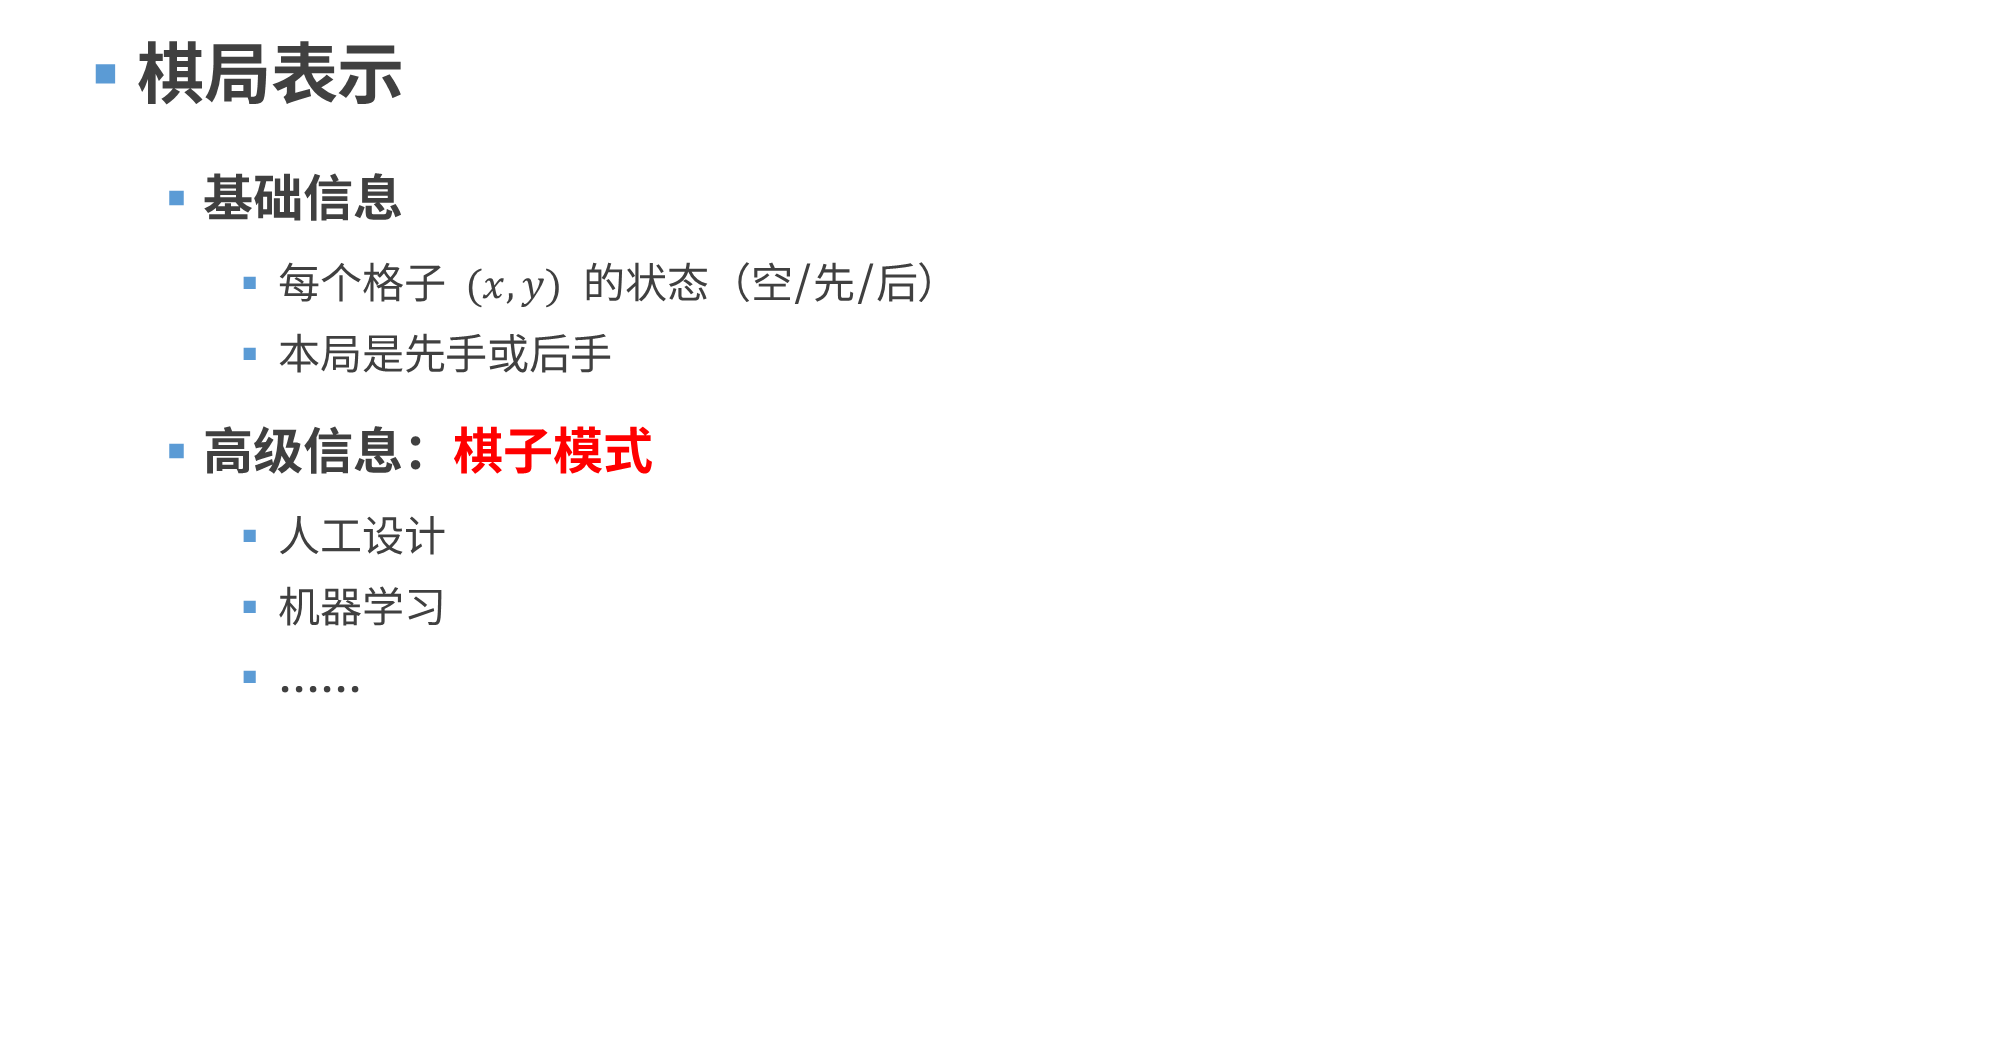 棋局表示
基础信息
每个格子 (x, y) 的状态（空/先/后）
本局是先手或后手
高级信息：棋子模式
人工设计
机器学习
……